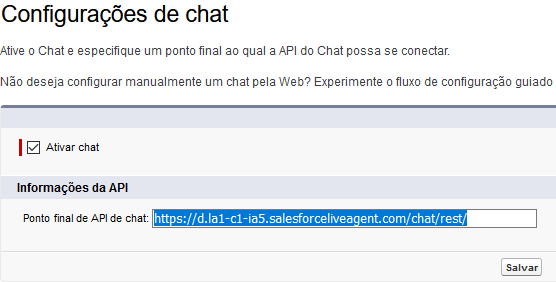 Configurações de chat
Ative o Chat e especifique um ponto final ao qual a API do Chat possa se conectar.
Não deseja configurar manualmente um chat pela Web? Experimente o fluxo de configuração guiado
Ativar chat
Informações da API
Ponto final de API de chat: https://d.la1-c1-ia5.salesforceliveagent.com/chat/rest/
Salvar